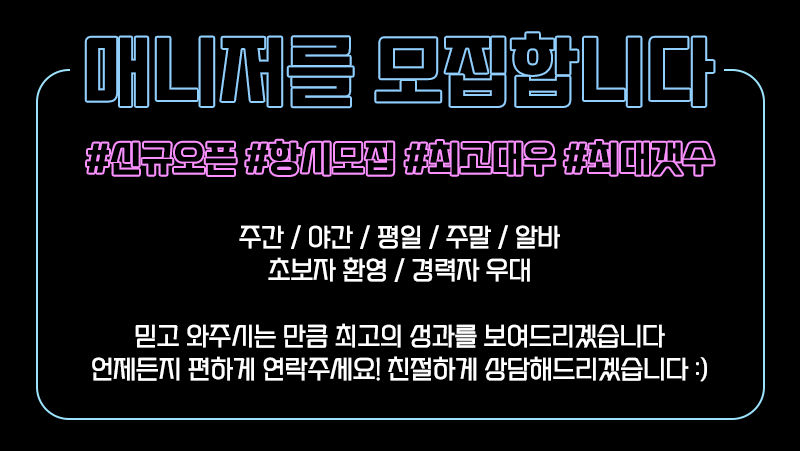 매니저를 모집합니다
#신규오픈 #항시모집 #최고대우 #최대갯수
주간 / 야간 / 평일 / 주말 / 알바
초보자 환영 / 경력자 우대
믿고 와주시는 만큼 최고의 성과를 보여드리겠습니다
언제든지 편하게 연락주세요! 친절하게 상담해드리겠습니다 :)